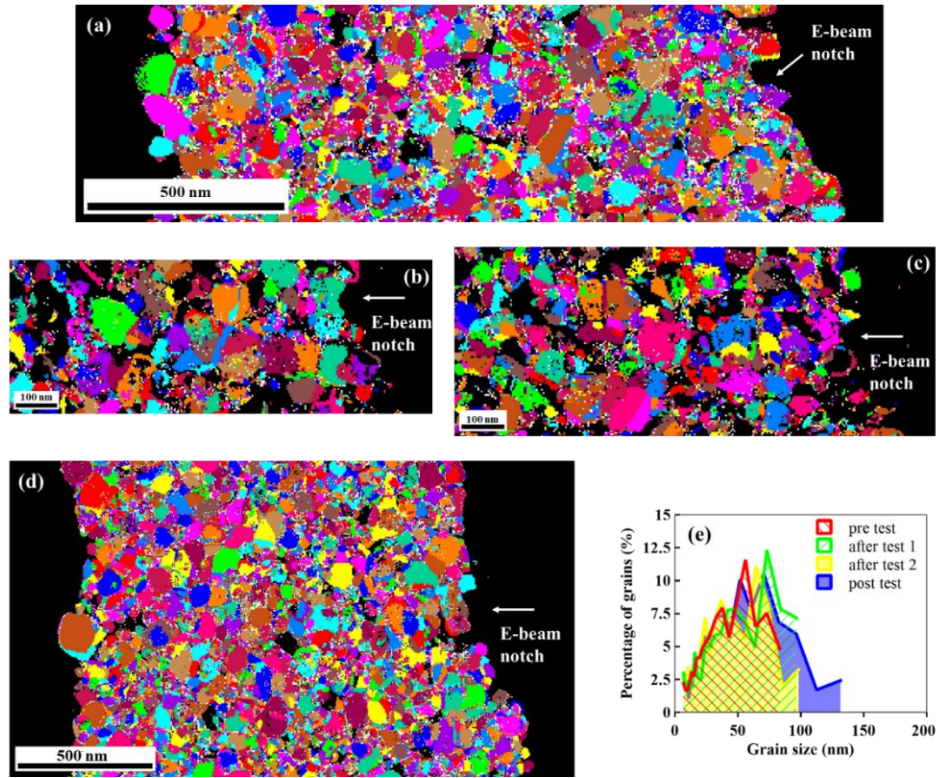 (a)
E-beam
notch
500 nm
(b)
E-beam
notch
100 nm
(c)
E-beam
notch
100 nm
(d)
E-beam
notch
500 nm
(e)
pre test
after test 1
after test 2
post test
Percentage of grains (%)
15
12.5
10
7.5
5
2.5
0
0 50 100 150 200
Grain size (nm)